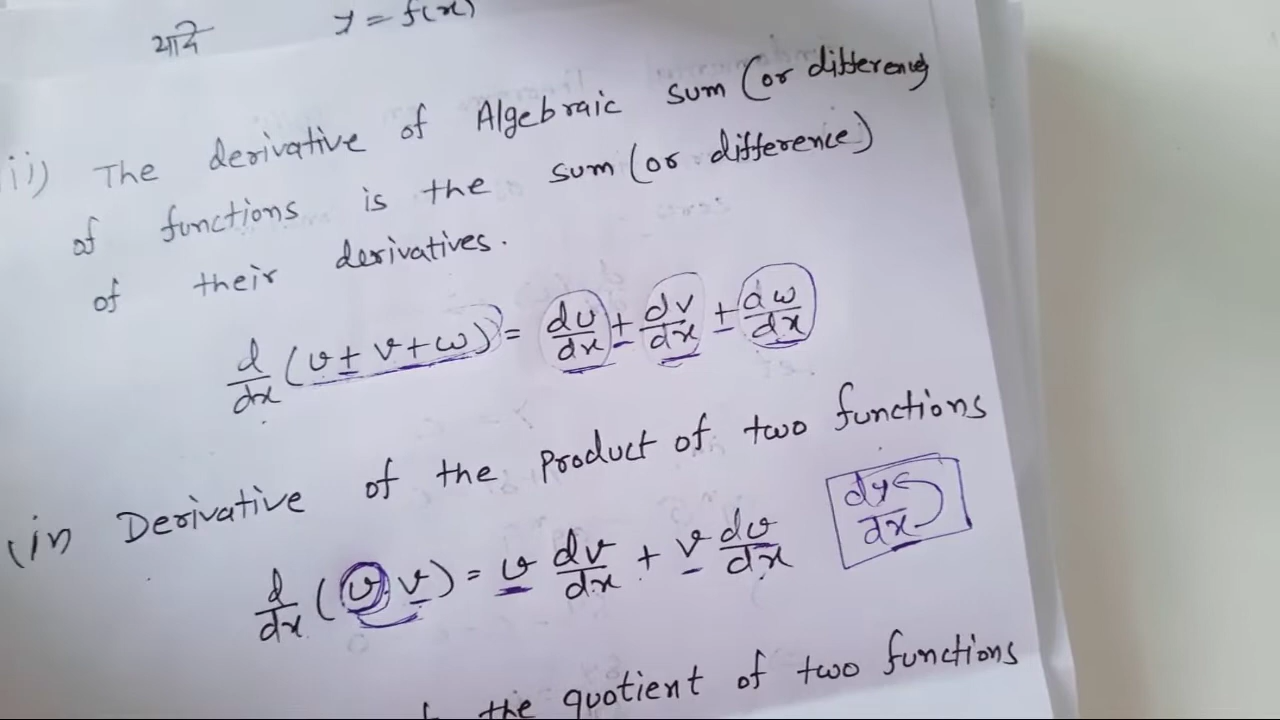 यादि y = f(x)
ii) The derivative of Algebraic sum (or difference)
of functions is the sum (or difference)
of their derivatives.
d/dx (u ± v + w) = du/dx ± dv/dx ± dw/dx
(iii) Derivative of the product of two functions
d/dx (u.v) = u dv/dx + v du/dx dy/dx
the quotient of two functions